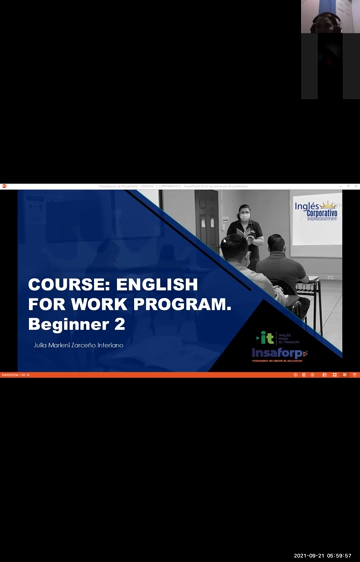 Inglés
Corporativo
COURSE: ENGLISH
FOR WORK PROGRAM.
Beginner 2
Julia Marleni Zarceño Interiano
it
insaforp
2021-09-21 05:59:57